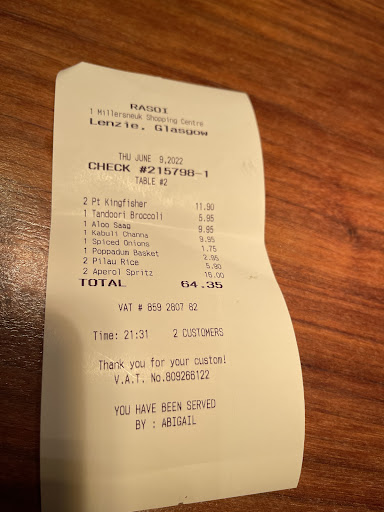 RASOI
1 Millersneuk Shopping Centre
Lenzie, Glasgow
THU JUNE 9,2022
CHECK #215798-1
TABLE #2
2 Pt Kingfisher 11.90
1 Tandoori Broccoli 5.95
1 Aloo Saag 9.95
1 Kabuli Channa 9.95
1 Spiced Onions 1.75
1 Poppadum Basket 2.95
2 Pilau Rice 5.90
2 Aperol Spritz 16.00
TOTAL 64.35
VAT # 859 2807 82
Time: 21:31 2 CUSTOMERS
Thank you for your custom!
V.A.T. No.809266122
YOU HAVE BEEN SERVED
BY : ABIGAIL